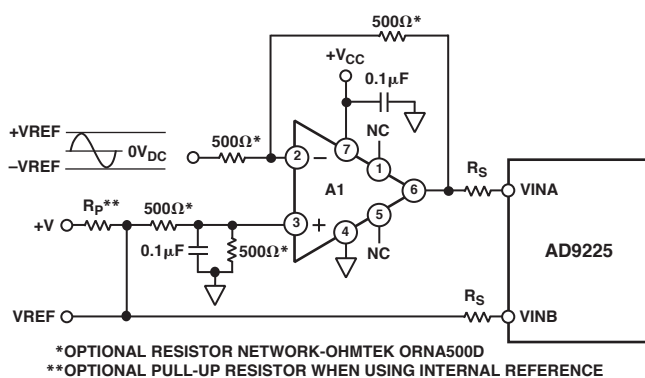 500Ω*
+VCC
0.1µF
+VREF
0VDC
–VREF
500Ω*
NC
2
–
7
1
A1
6
RS
VINA
+V
RP**
500Ω*
3
+
5
4
0.1µF
500Ω*
NC
AD9225
VREF
RS
VINB
*OPTIONAL RESISTOR NETWORK-OHMTEK ORNA500D
**OPTIONAL PULL-UP RESISTOR WHEN USING INTERNAL REFERENCE